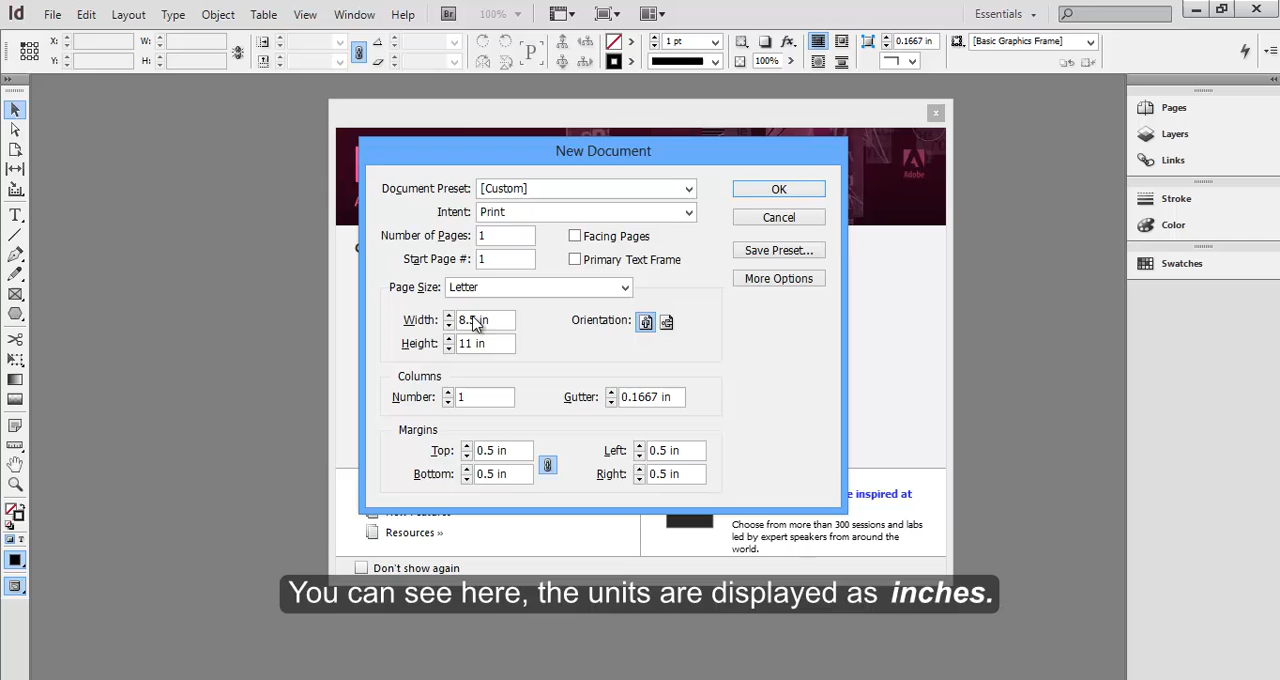 Id File Edit Layout Type Object Table View Window Help Br 100% Essentials
X: W: 1 pt fx. 0.1667 in [Basic Graphics Frame]
Y: H: P 100%
x
New Document
Document Preset: [Custom] OK
Intent: Print Cancel
Number of Pages: 1 Facing Pages
Start Page #: 1 Primary Text Frame Save Preset...
Page Size: Letter More Options
Width: 8.5 in Orientation:
Height: 11 in
Columns
Number: 1 Gutter: 0.1667 in
Margins
Top: 0.5 in Left: 0.5 in
Bottom: 0.5 in Right: 0.5 in
Adobe
e inspired at
Choose from more than 300 sessions and labs
led by expert speakers from around the
world.
Resources »
Don't show again
Pages
Layers
Links
Stroke
Color
Swatches
T
T
You can see here, the units are displayed as inches.